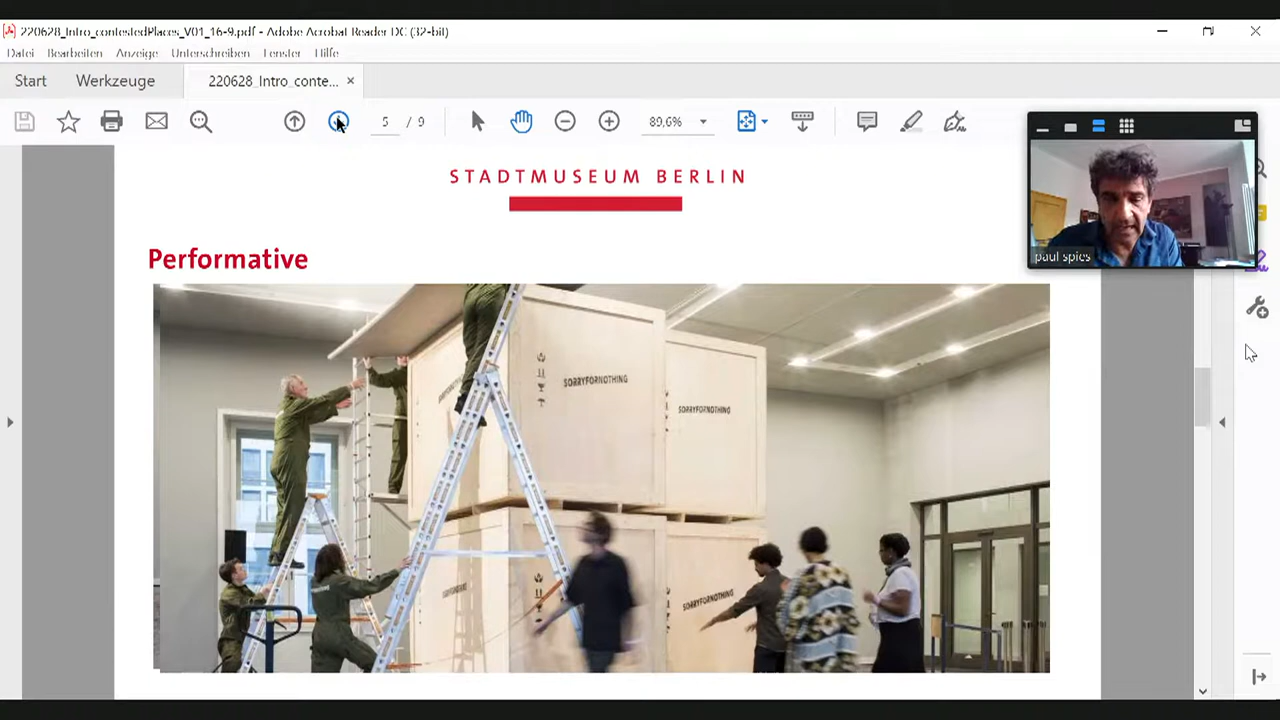 220628_Intro_contestedPlaces_V01_16-9.pdf - Adobe Acrobat Reader DC (32-bit)
Datei Bearbeiten Anzeige Unterschreiben Fenster Hilfe
Start Werkzeuge 220628_Intro_conte... ×
5 / 9 89,6%
STADTMUSEUM BERLIN
paul spies
Performative
SORRYFORNOTHING
SORRYFORNOTHING
SORRYFORNOTHING